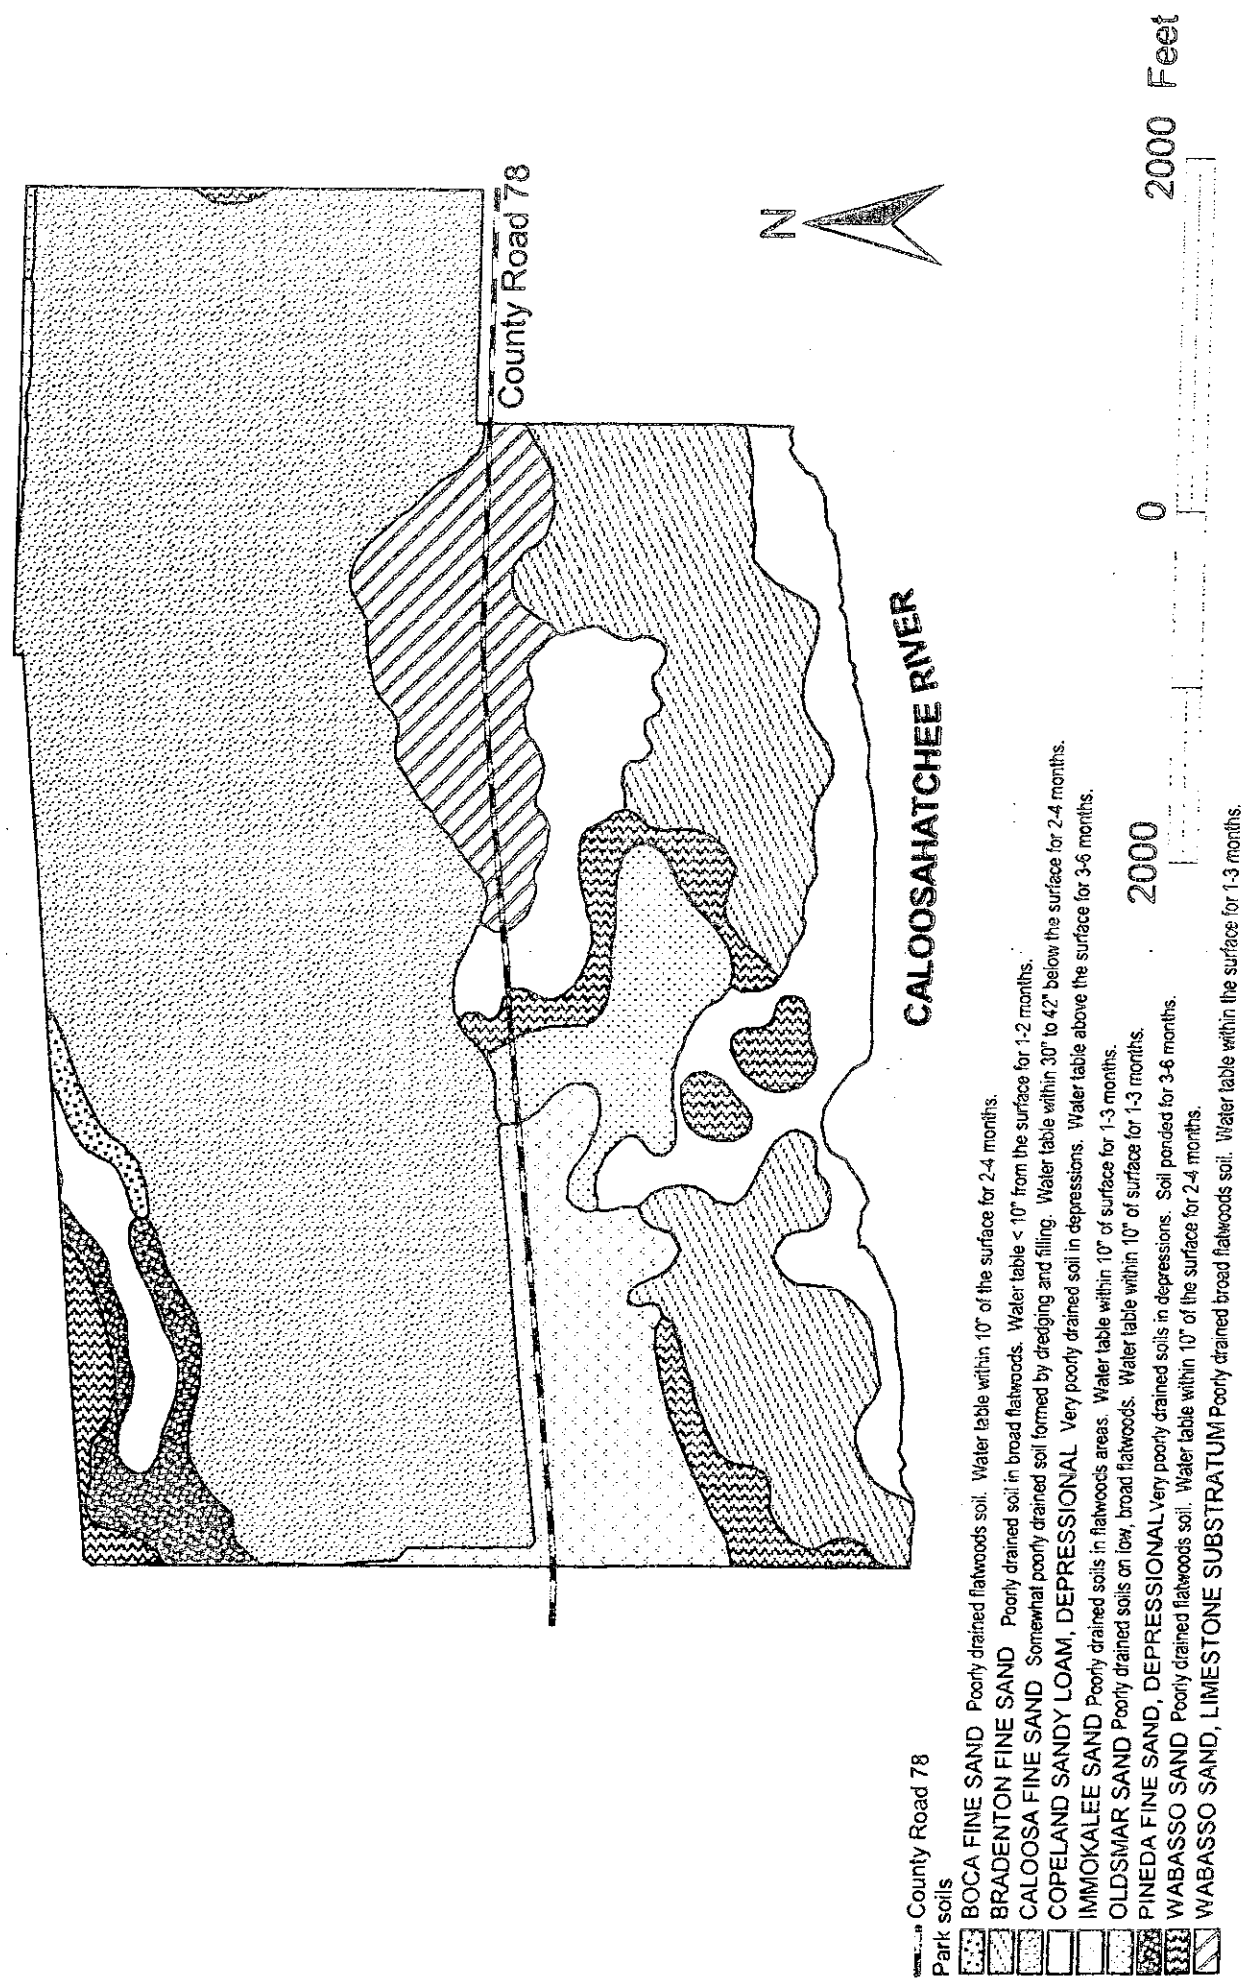 County Road 78
N
CALOOSAHATCHEE RIVER
County Road 78
Park soils
BOCA FINE SAND Poorly drained flatwoods soil. Water table within 10" of the surface for 2-4 months.
BRADENTON FINE SAND Poorly drained soil in broad flatwoods. Water table < 10" from the surface for 1-2 months.
CALOOSA FINE SAND Somewhat poorly drained soil formed by dredging and filling. Water table within 30" to 42" below the surface for 2-4 months.
COPELAND SANDY LOAM, DEPRESSIONAL Very poorly drained soil in depressions. Water table above the surface for 3-6 months.
IMMOKALEE SAND Poorly drained soils in flatwoods areas. Water table within 10" of surface for 1-3 months.
OLDSMAR SAND Poorly drained soils on low, broad flatwoods. Water table within 10" of surface for 1-3 months.
PINEDA FINE SAND, DEPRESSIONAL Very poorly drained soils in depressions. Soil ponded for 3-6 months.
WABASSO SAND Poorly drained flatwoods soil. Water table within 10" of the surface for 2-4 months.
WABASSO SAND, LIMESTONE SUBSTRATUM Poorly drained broad flatwoods soil. Water table within the surface for 1-3 months.
2000 0 2000 Feet